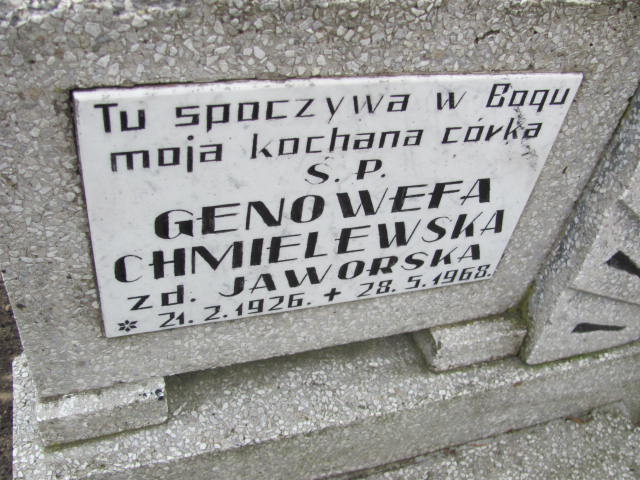 Tu spoczywa w Bogu
moja kochana córka
Ś. P.
GENOWEFA
CHMIELEWSKA
zd. JAWORSKA
* 21. 2. 1926. + 28. 5. 1968.